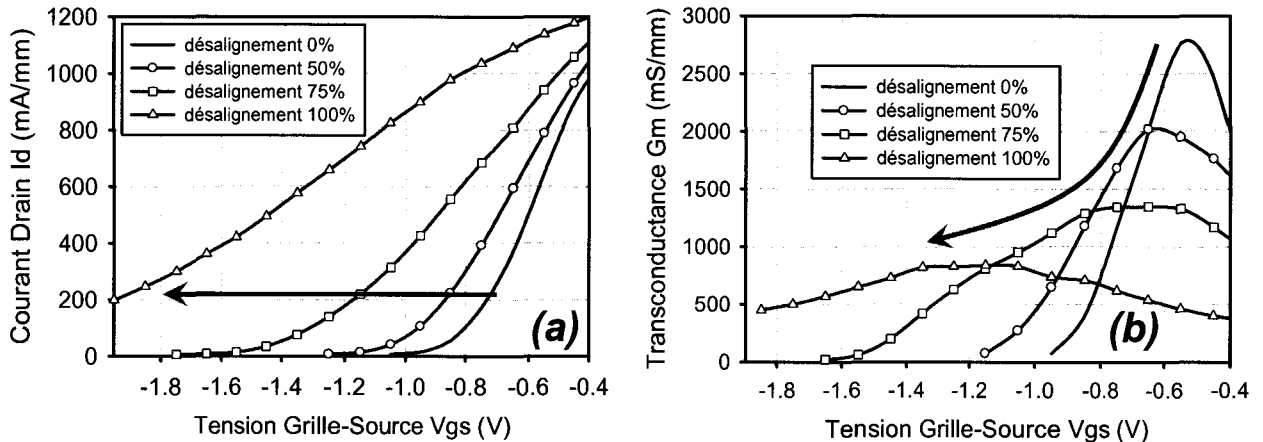 Courant Drain Id (mA/mm)
1200
1000
800
600
400
200
0
désalignement 0%
désalignement 50%
désalignement 75%
désalignement 100%
(a)
-1.8 -1.6 -1.4 -1.2 -1.0 -0.8 -0.6 -0.4
Tension Grille-Source Vgs (V)
Transconductance Gm (mS/mm)
3000
2500
2000
1500
1000
500
0
désalignement 0%
désalignement 50%
désalignement 75%
désalignement 100%
(b)
-1.8 -1.6 -1.4 -1.2 -1.0 -0.8 -0.6 -0.4
Tension Grille-Source Vgs (V)